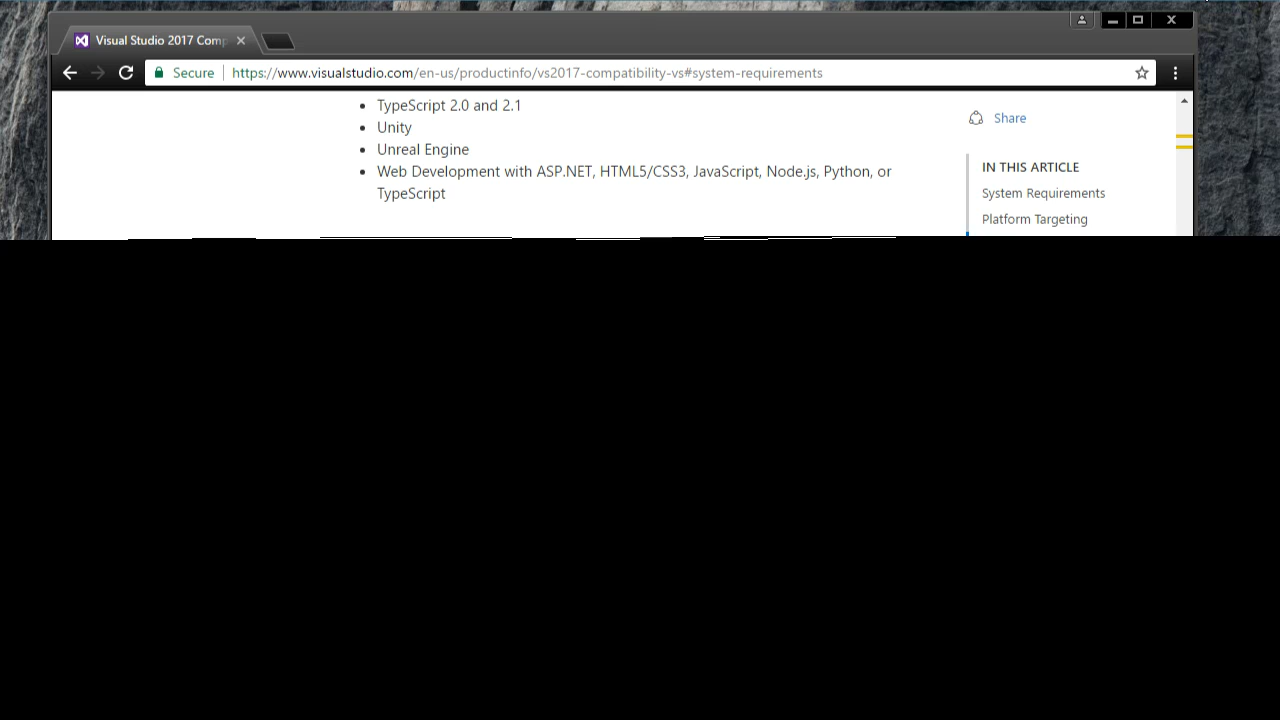 Visual Studio 2017 Comp
Secure
https://www.visualstudio.com/en-us/productinfo/vs2017-compatibility-vs#system-requirements
TypeScript 2.0 and 2.1
Unity
Unreal Engine
Web Development with ASP.NET, HTML5/CSS3, JavaScript, Node.js, Python, or
TypeScript
Share
IN THIS ARTICLE
System Requirements
Platform Targeting